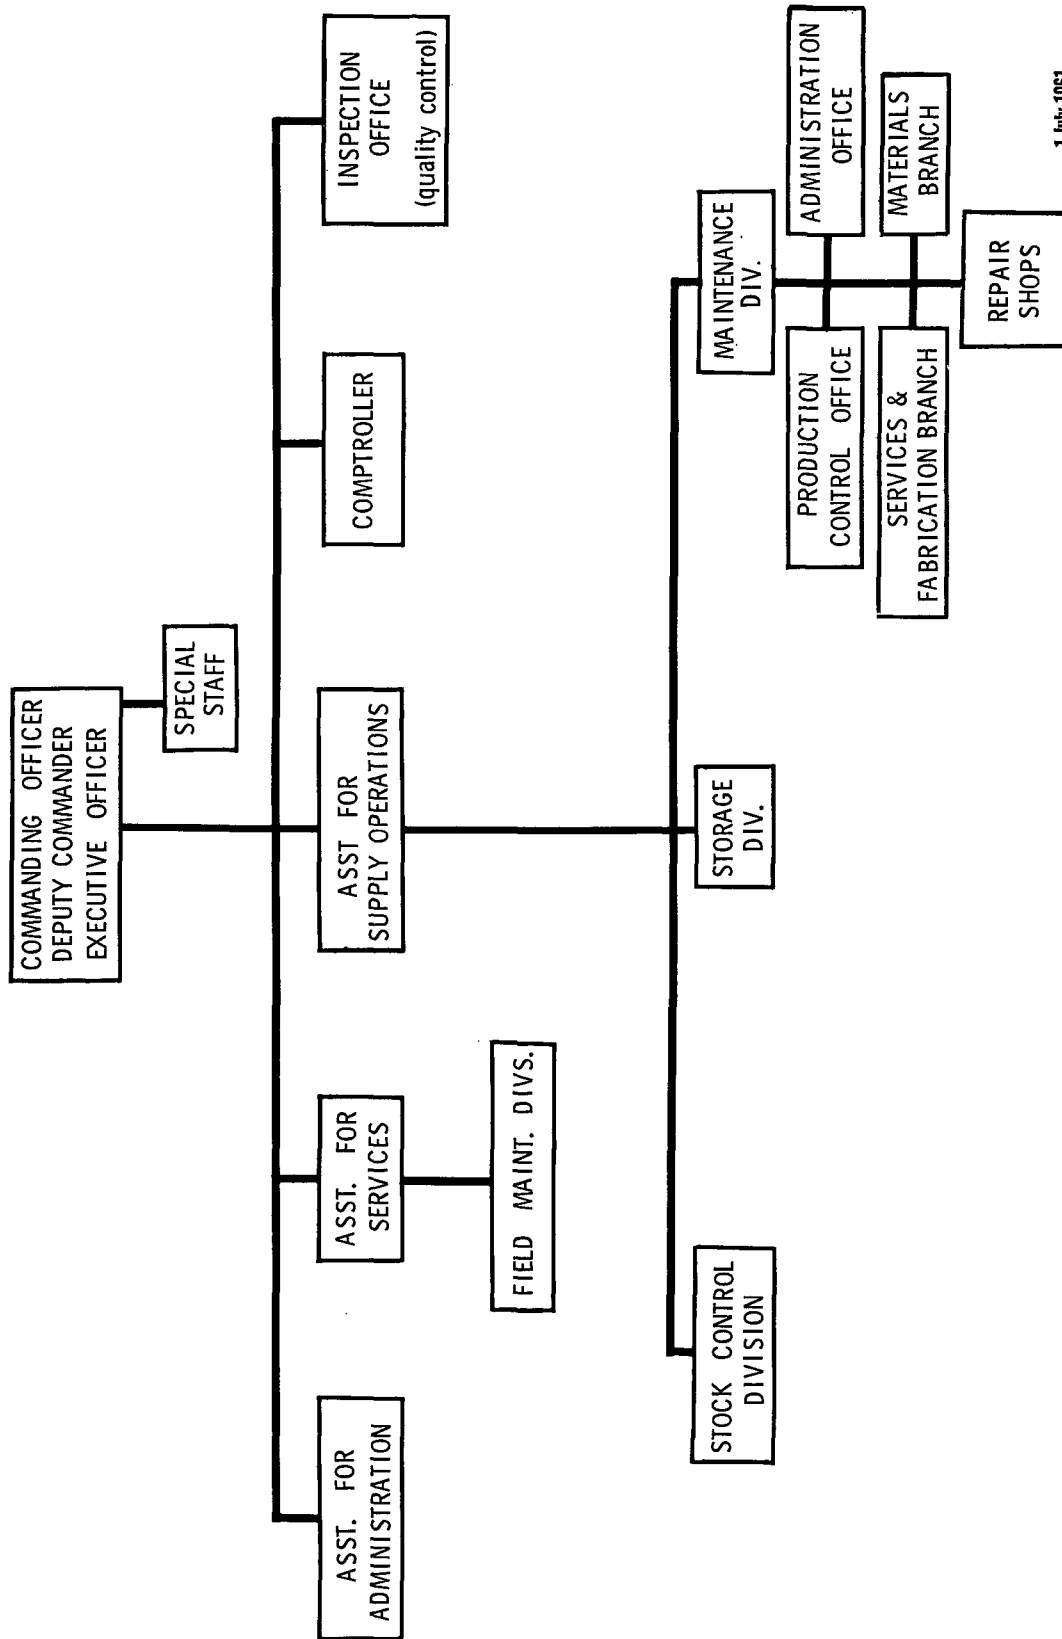 COMMANDING OFFICER
DEPUTY COMMANDER
EXECUTIVE OFFICER
SPECIAL
STAFF
ASST. FOR
ADMINISTRATION
ASST. FOR
SERVICES
ASST FOR
SUPPLY OPERATIONS
COMPTROLLER
INSPECTION
OFFICE
(quality control)
FIELD MAINT. DIVS.
STOCK CONTROL
DIVISION
STORAGE
DIV.
MAINTENANCE
DIV.
PRODUCTION
CONTROL OFFICE
ADMINISTRATION
OFFICE
SERVICES &
FABRICATION BRANCH
MATERIALS
BRANCH
REPAIR
SHOPS
1 July